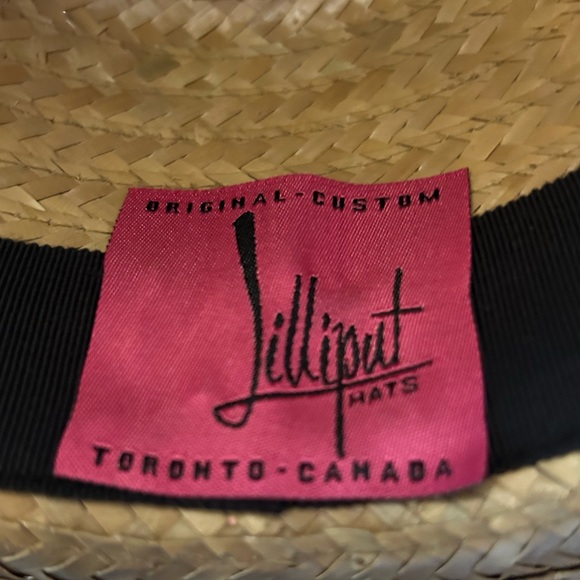 ORIGINAL-CUSTOM
Lilliput
HATS
TORONTO-CANADA